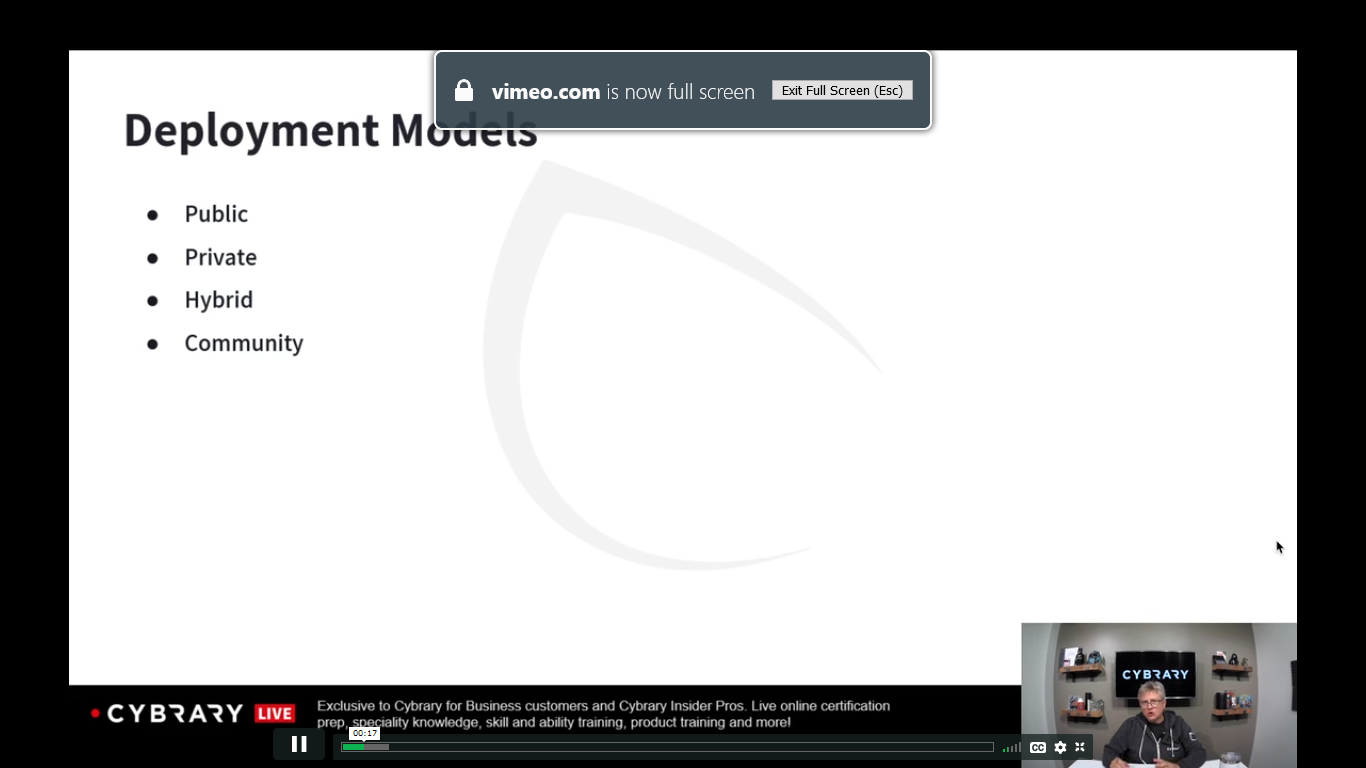 vimeo.com is now full screen
Exit Full Screen (Esc)
Deployment Models
● Public
● Private
● Hybrid
● Community
CYBRARY
CYBRARY LIVE
Exclusive to Cybrary for Business customers and Cybrary Insider Pros. Live online certification
prep, speciality knowledge, skill and ability training, product training and more!
00:17
CC